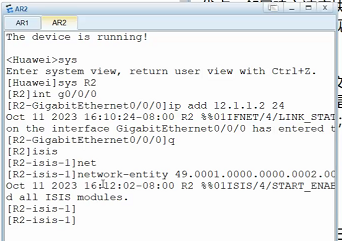 AR2
AR1
AR2
The device is running!
<Huawei>sys
Enter system view, return user view with Ctrl+Z.
[Huawei]sys R2
[R2]int g0/0/0
[R2-GigabitEthernet0/0/0]ip add 12.1.1.2 24
Oct 11 2023 16:10:24-08:00 R2 %%01IFNET/4/LINK_STAT
on the interface GigabitEthernet0/0/0 has entered t
[R2-GigabitEthernet0/0/0]q
[R2]isis
[R2-isis-1]net
[R2-isis-1]network-entity 49.0001.0000.0000.0002.00
Oct 11 2023 16:12:02-08:00 R2 %%01ISIS/4/START_ENAB
d all ISIS modules.
[R2-isis-1]
[R2-isis-1]